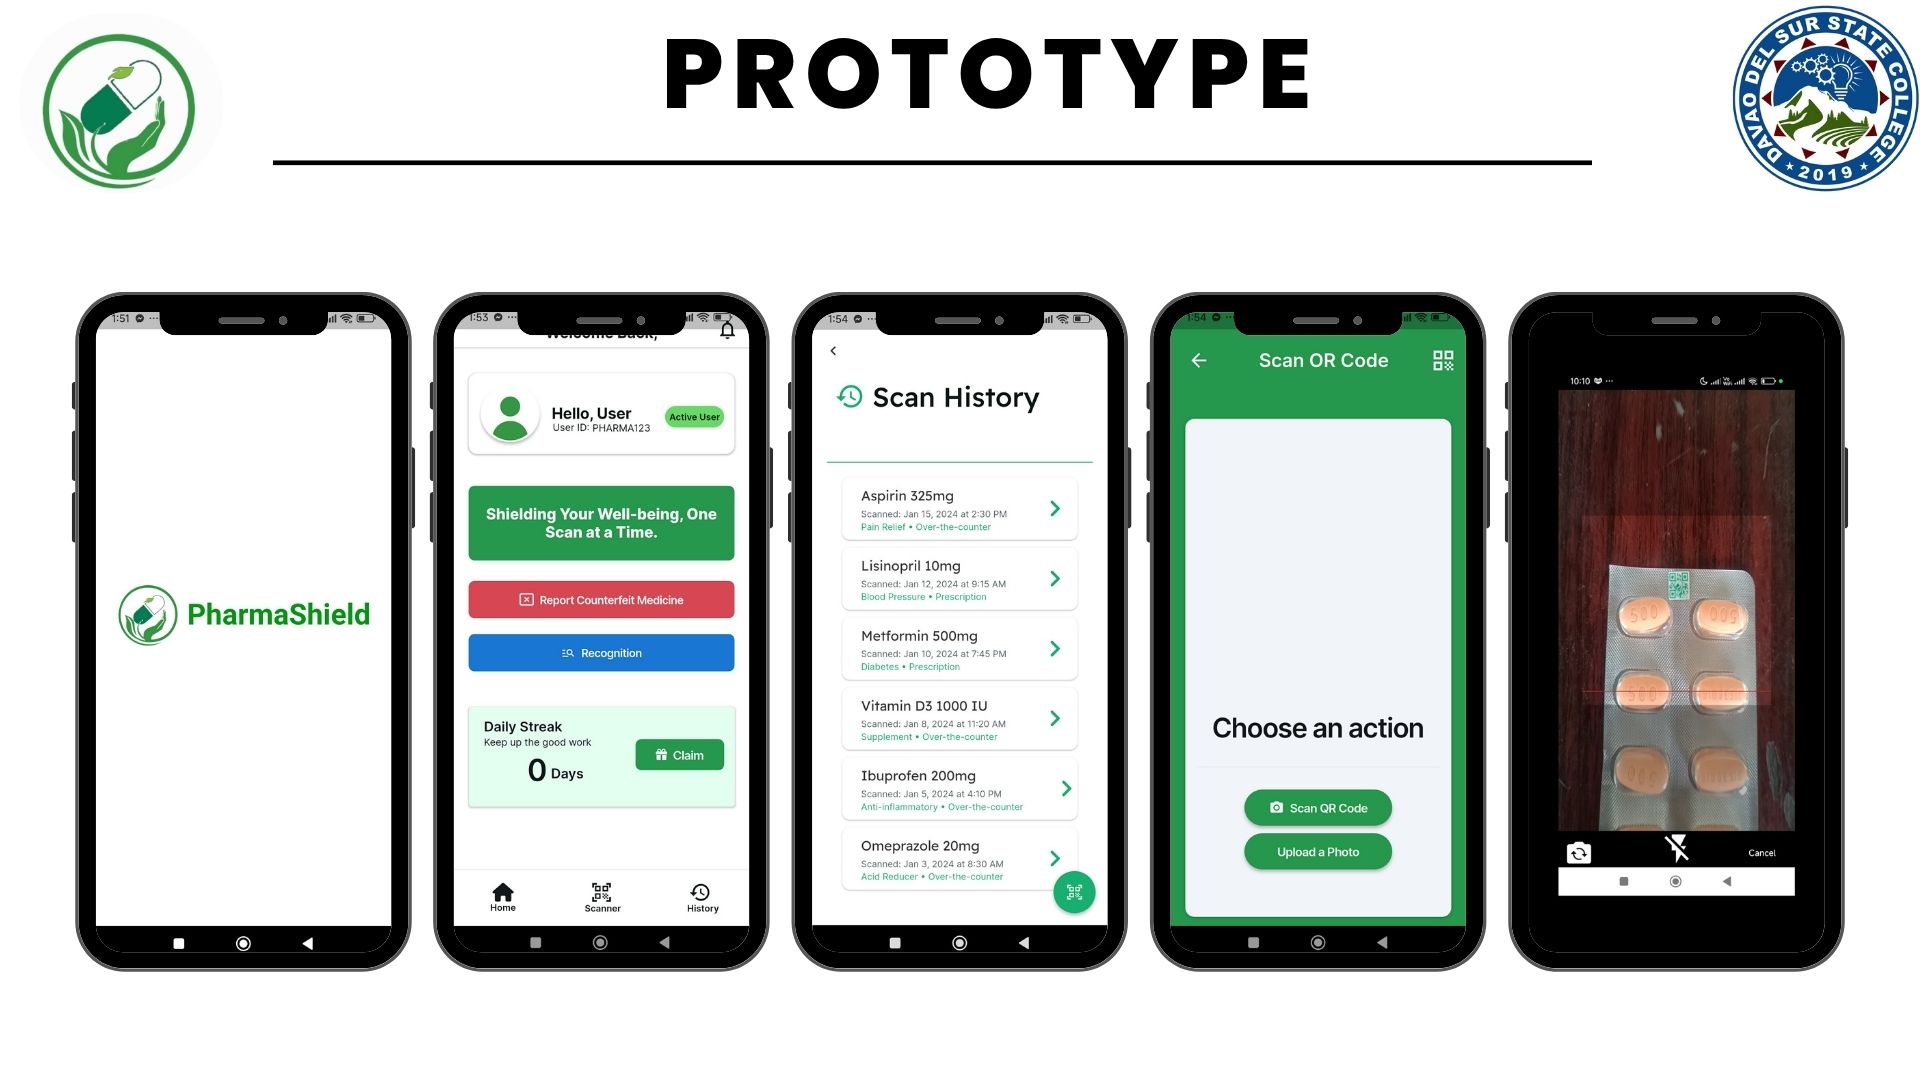 PROTOTYPE
DAVAO DEL SUR STATE COLLEGE
2019
1:51
PharmaShield
1:53
Welcome Back,
Hello, User
User ID: PHARMA123
Active User
Shielding Your Well-being, One
Scan at a Time.
Report Counterfeit Medicine
Recognition
Daily Streak
Keep up the good work
0 Days
Claim
Home
Scanner
History
1:54
Scan History
Aspirin 325mg
Scanned: Jan 15, 2024 at 2:30 PM
Pain Relief • Over-the-counter
Lisinopril 10mg
Scanned: Jan 12, 2024 at 9:15 AM
Blood Pressure • Prescription
Metformin 500mg
Scanned: Jan 10, 2024 at 7:45 PM
Diabetes • Prescription
Vitamin D3 1000 IU
Scanned: Jan 8, 2024 at 11:20 AM
Supplement • Over-the-counter
Ibuprofen 200mg
Scanned: Jan 5, 2024 at 4:10 PM
Anti-inflammatory • Over-the-counter
Omeprazole 20mg
Scanned: Jan 3, 2024 at 8:30 AM
Acid Reducer • Over-the-counter
1:54
Scan QR Code
Choose an action
Scan QR Code
Upload a Photo
10:10
500
500
500
500
Cancel